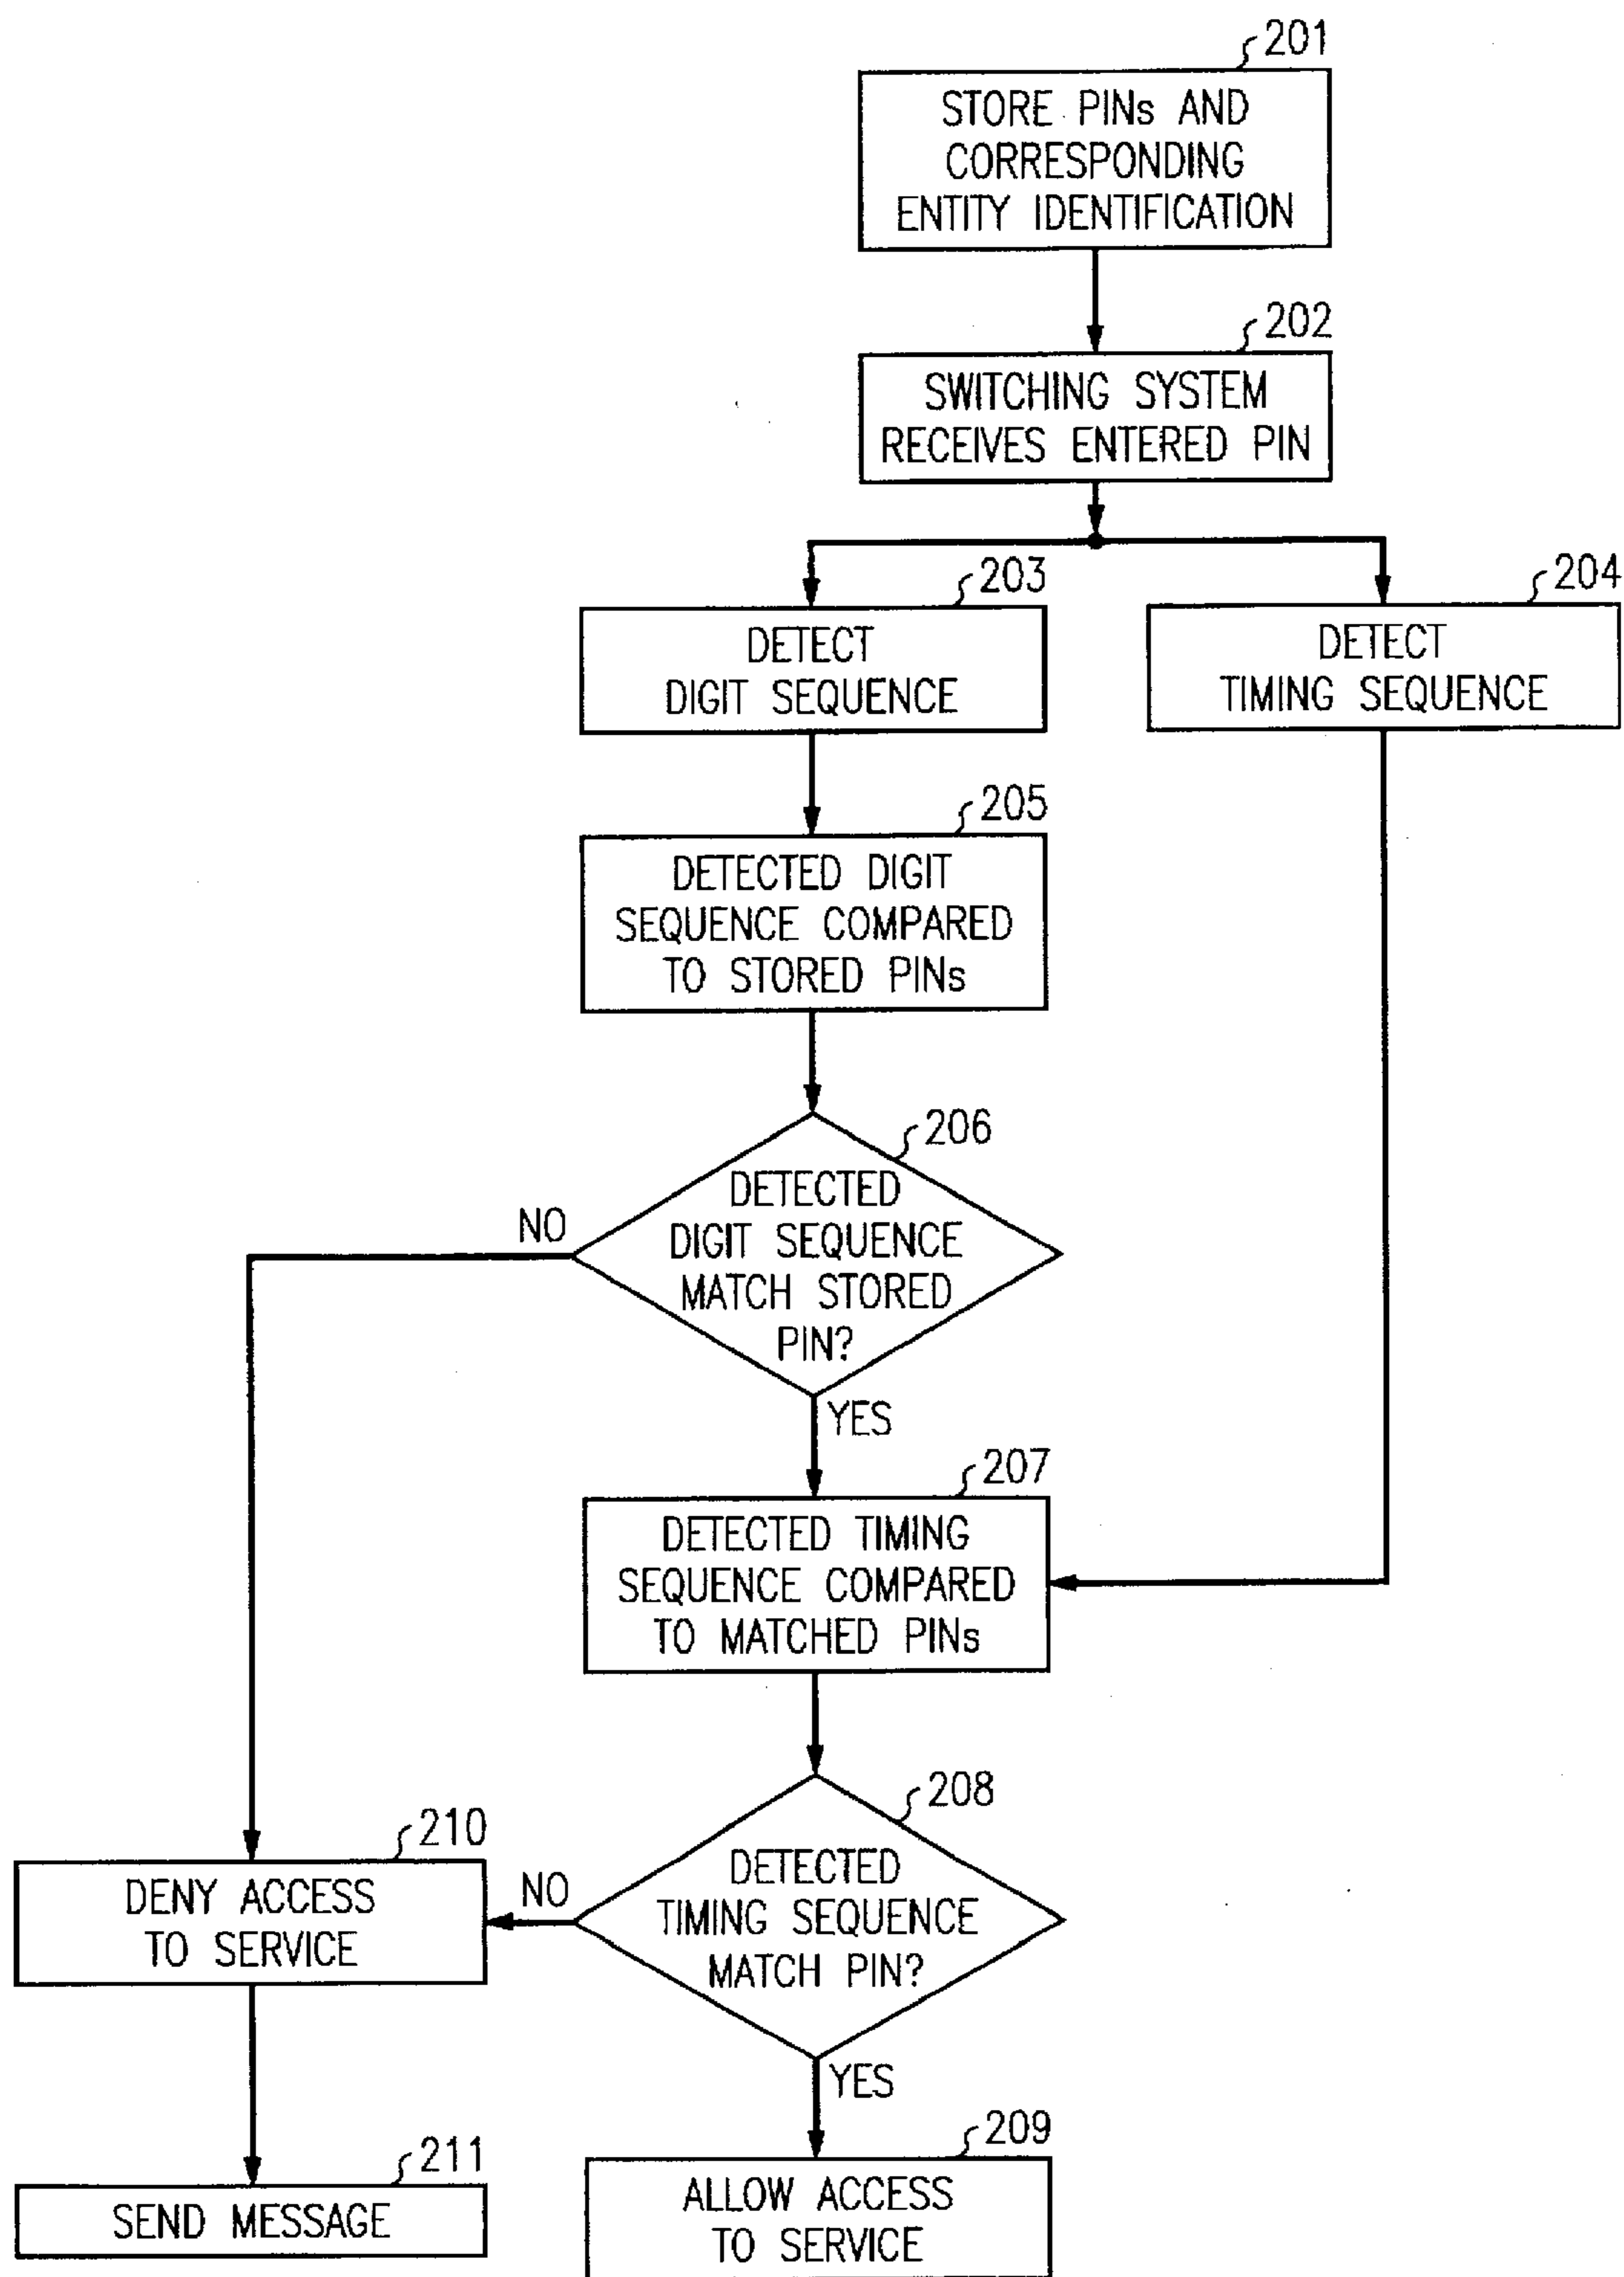 201
STORE PINs AND
CORRESPONDING
ENTITY IDENTIFICATION
202
SWITCHING SYSTEM
RECEIVES ENTERED PIN
203
DETECT
DIGIT SEQUENCE
204
DETECT
TIMING SEQUENCE
205
DETECTED DIGIT
SEQUENCE COMPARED
TO STORED PINs
206
DETECTED
DIGIT SEQUENCE
MATCH STORED
PIN?
NO
YES
207
DETECTED TIMING
SEQUENCE COMPARED
TO MATCHED PINs
208
DETECTED
TIMING SEQUENCE
MATCH PIN?
NO
YES
210
DENY ACCESS
TO SERVICE
209
ALLOW ACCESS
TO SERVICE
211
SEND MESSAGE